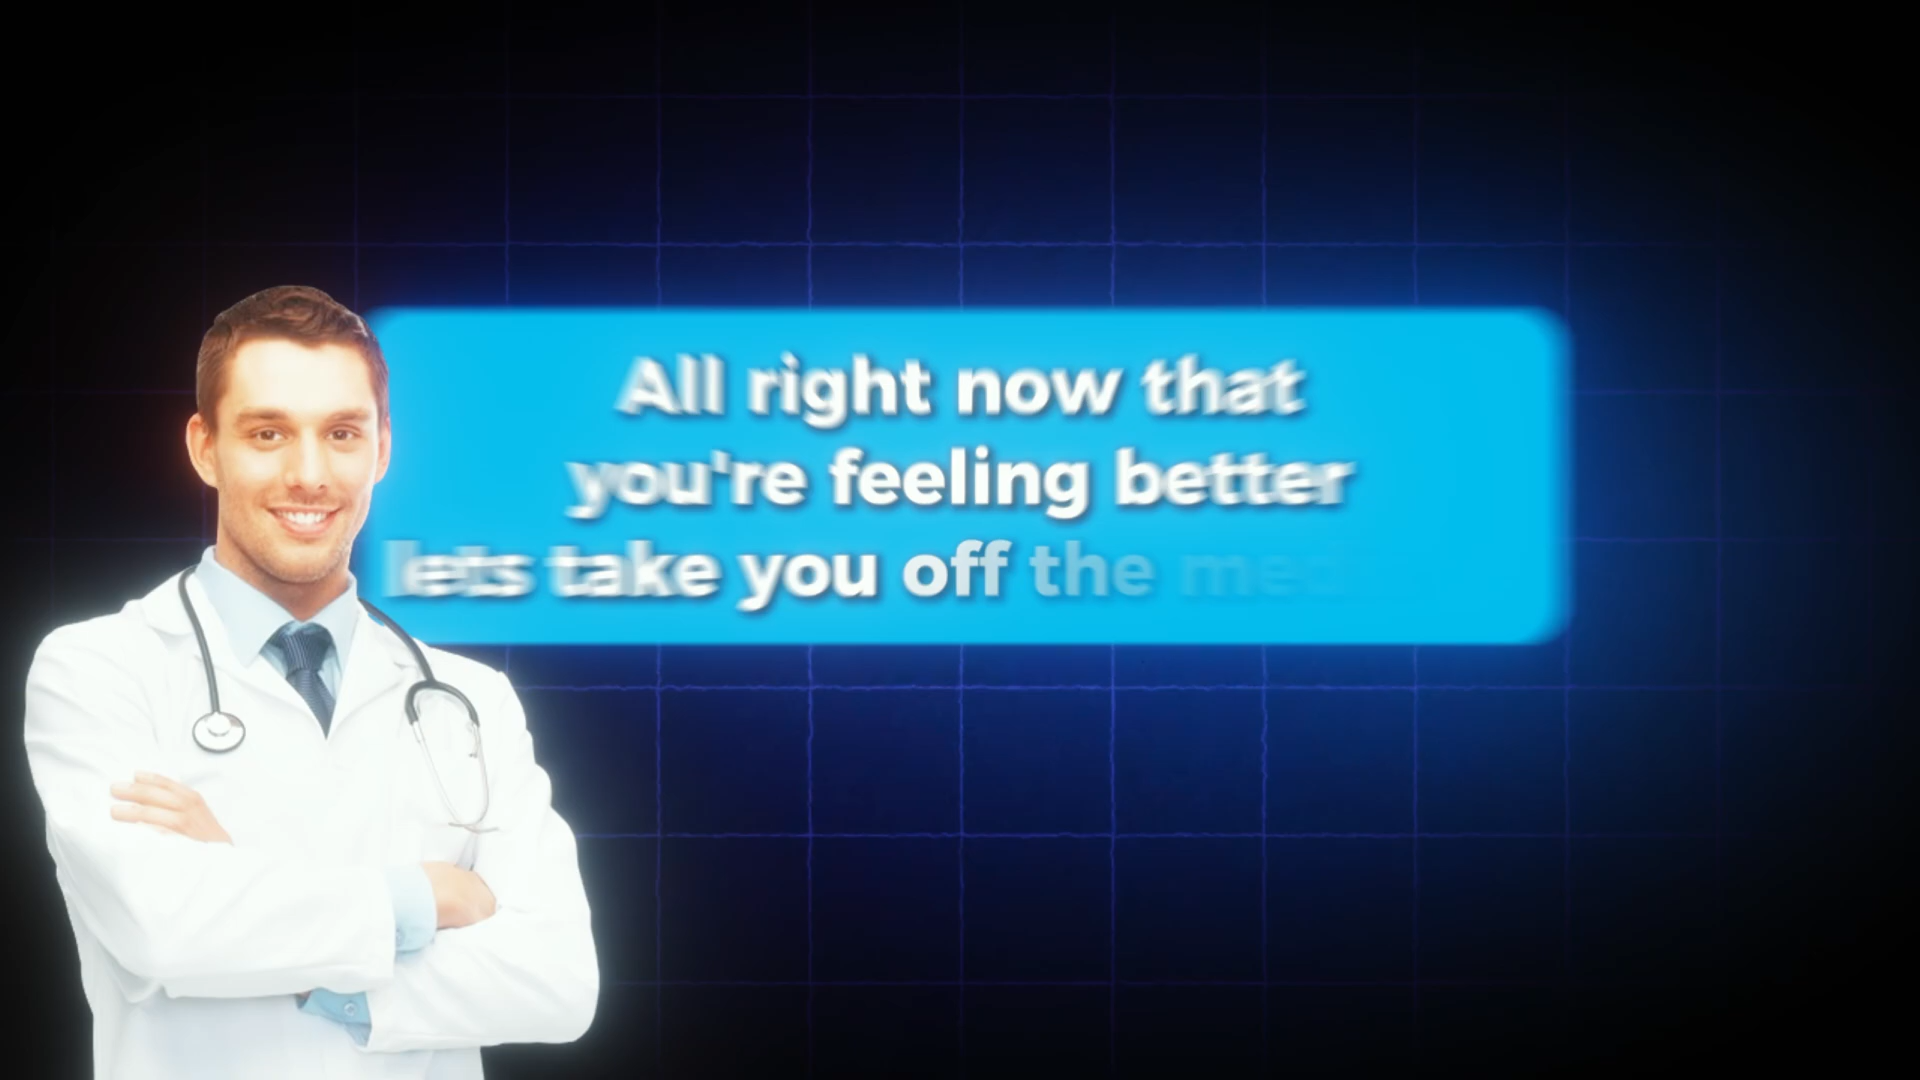 All right now that
you're feeling better
lets take you off the